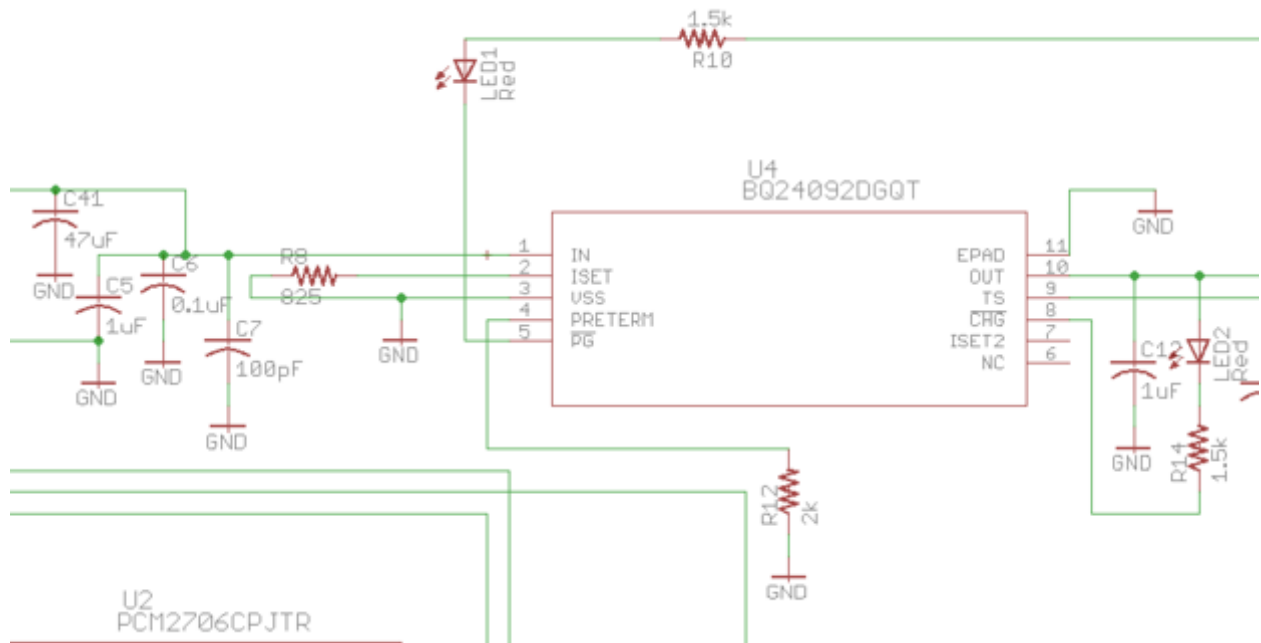 1.5k
R10
LED1
Red
U4
BQ24092DGQT
C41
47uF
GND
C5
1uF
GND
C6
0.1uF
GND
C7
100pF
GND
R8
825
GND
1 IN
2 ISET
3 VSS
4 PRETERM
5 PG
EPAD 11
OUT 10
TS 9
CHG 8
ISET2 7
NC 6
GND
C12
1uF
GND
LED2
Red
R14
1.5k
R12
2k
GND
U2
PCM2706CPJTR